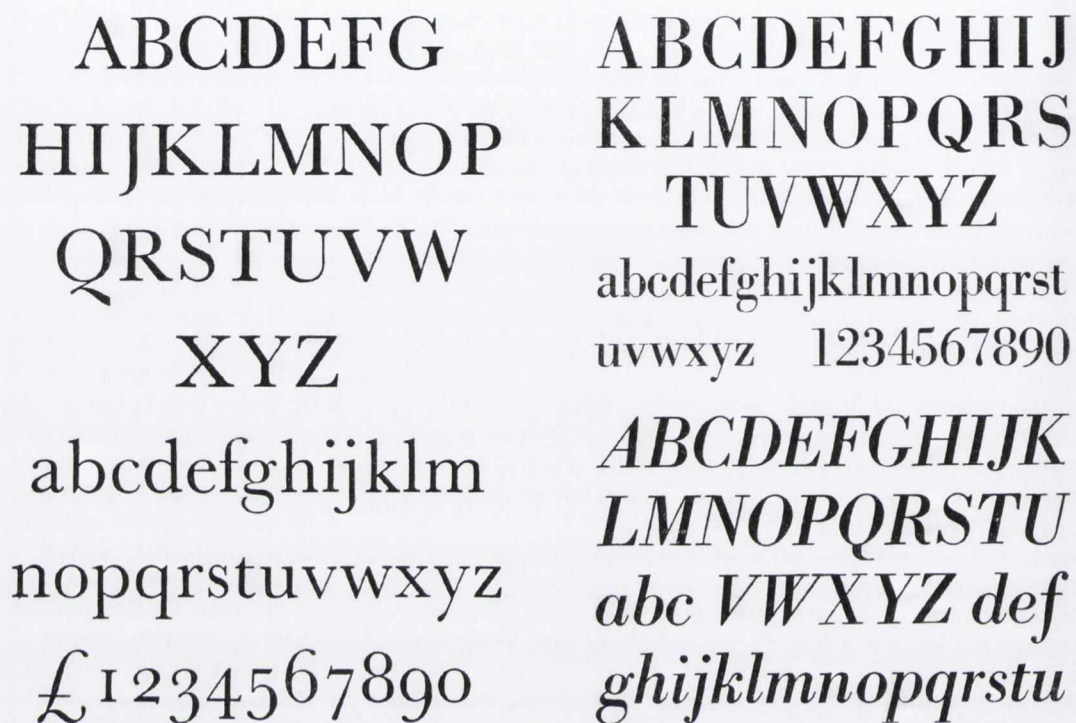 ABCDEFG
HIJKLMNOP
QRSTUVW
XYZ
abcdefghijklm
nopqrstuvwxyz
£1234567890
ABCDEFGHIJ
KLMNOPQRS
TUVWXYZ
abcdefghijklmnopqrst
uvwxyz 1234567890
ABCDEFGHIJK
LMNOPQRSTU
abc VWXYZ def
ghijklmnopqrstu